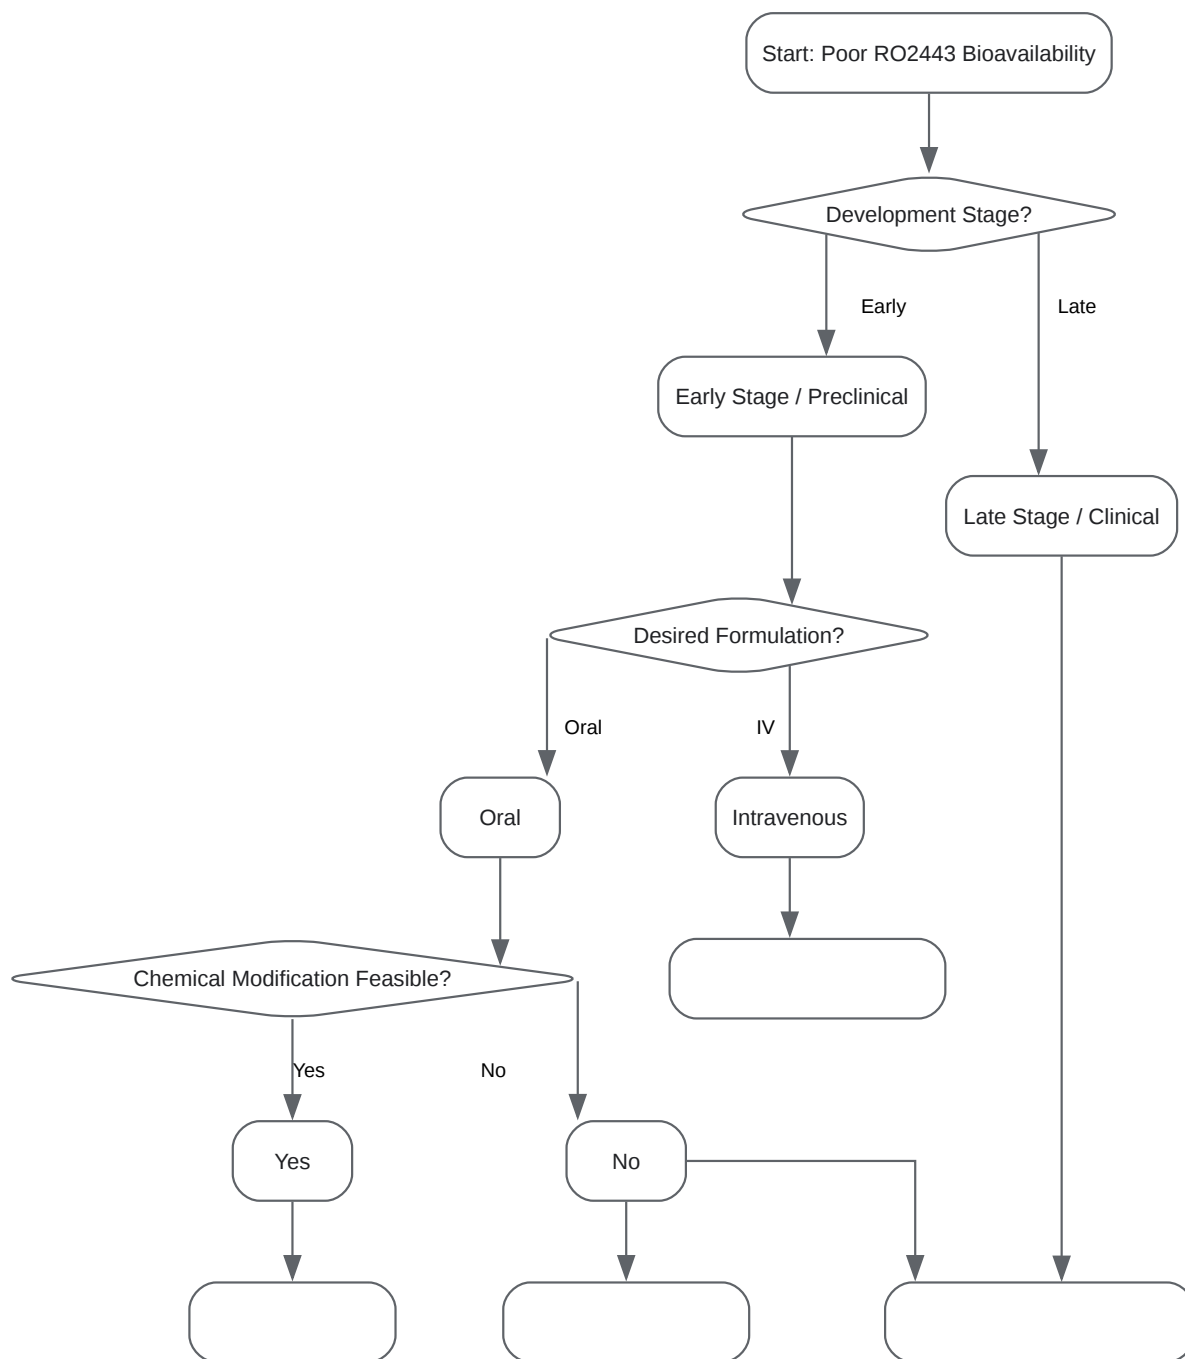 Start: Poor RO2443 Bioavailability
Development Stage?
Early
Late
Early Stage / Preclinical
Late Stage / Clinical
Desired Formulation?
Oral
IV
Oral
Intravenous
Chemical Modification Feasible?
Yes
No
Yes
No